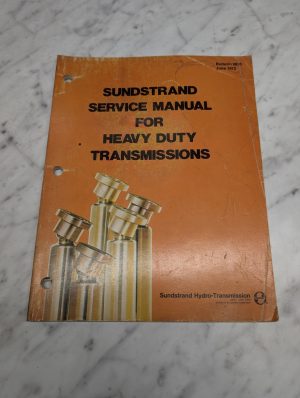 SUNDSTRAND
SERVICE MANUAL
FOR
HEAVY DUTY
TRANSMISSIONS
Sundstrand Hydro-Transmission